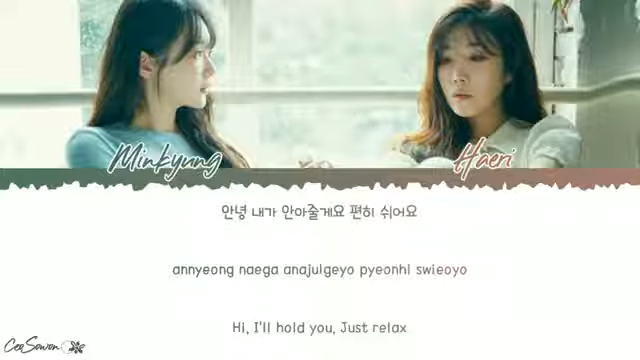 Minkyung
Haeri
안녕 내가 안아줄게요 편히 쉬어요
annyeong naega anajulgeyo pyeonhi swieoyo
Hi, I'll hold you, Just relax
CeeSowon